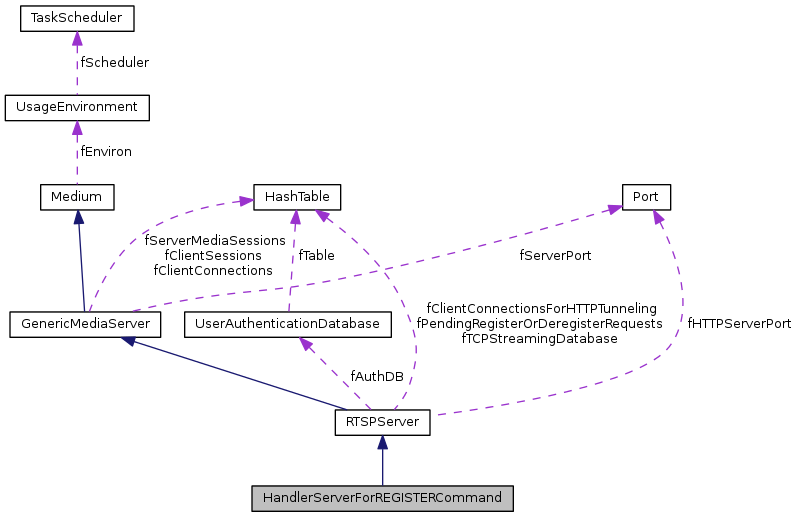 TaskScheduler
fScheduler
UsageEnvironment
fEnviron
Medium
HashTable
Port
fServerMediaSessions
fClientSessions
fClientConnections
fTable
fServerPort
GenericMediaServer
UserAuthenticationDatabase
fClientConnectionsForHTTPTunneling
fPendingRegisterOrDeregisterRequests
fTCPStreamingDatabase
fHTTPServerPort
fAuthDB
RTSPServer
HandlerServerForREGISTERCommand